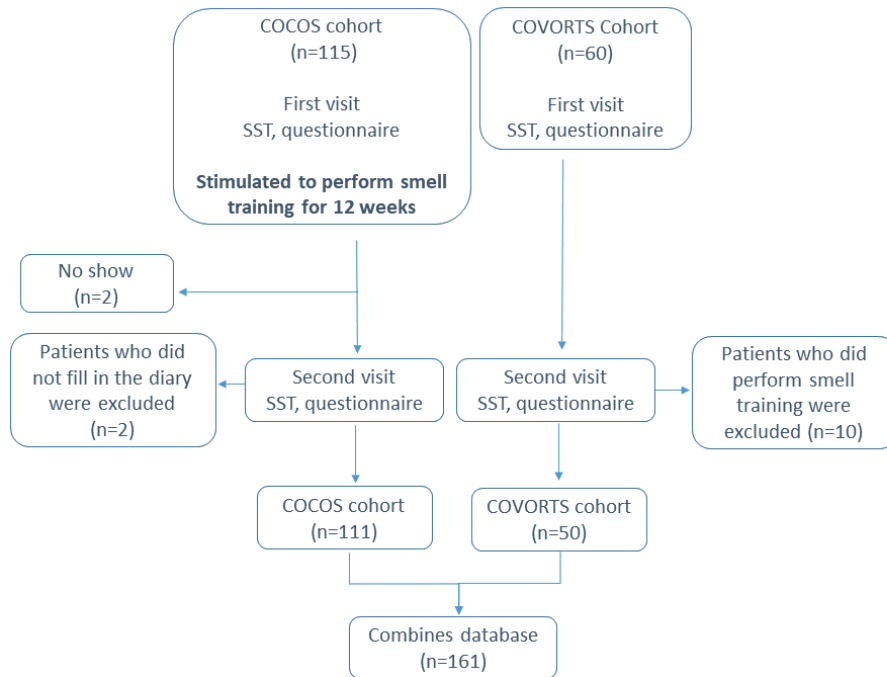 COCOS cohort
(n=115)
First visit
SST, questionnaire
Stimulated to perform smell
training for 12 weeks
COVORTS Cohort
(n=60)
First visit
SST, questionnaire
No show
(n=2)
Patients who did
not fill in the diary
were excluded
(n=2)
Second visit
SST, questionnaire
Second visit
SST, questionnaire
Patients who did
perform smell
training were
excluded (n=10)
COCOS cohort
(n=111)
COVORTS cohort
(n=50)
Combines database
(n=161)